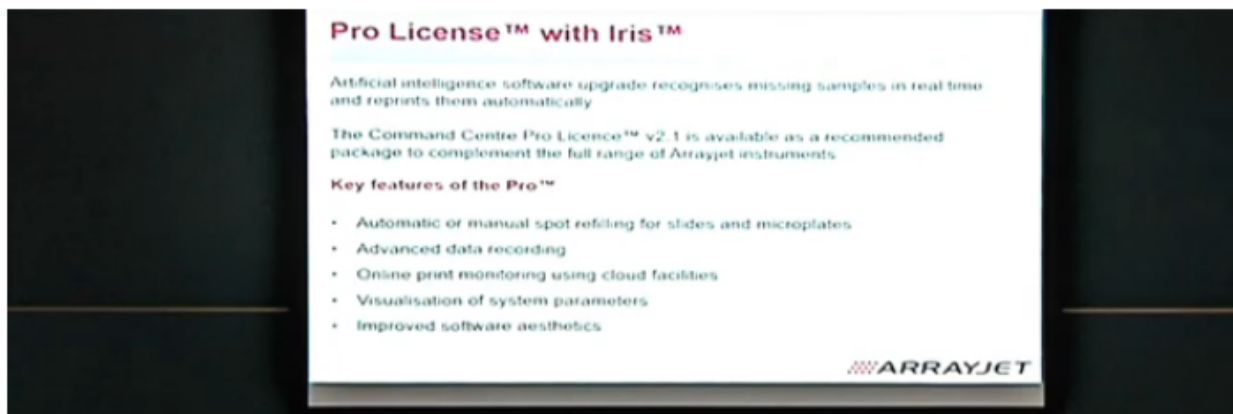 Pro License™ with Iris™
Artificial intelligence software upgrade recognises missing samples in real time
and reprints them automatically
The Command Centre Pro Licence™ v2.1 is available as a recommended
package to complement the full range of Arrayjet instruments
Key features of the Pro™
• Automatic or manual spot refilling for slides and microplates
• Advanced data recording
• Online print monitoring using cloud facilities
• Visualisation of system parameters
• Improved software aesthetics
ARRAYJET